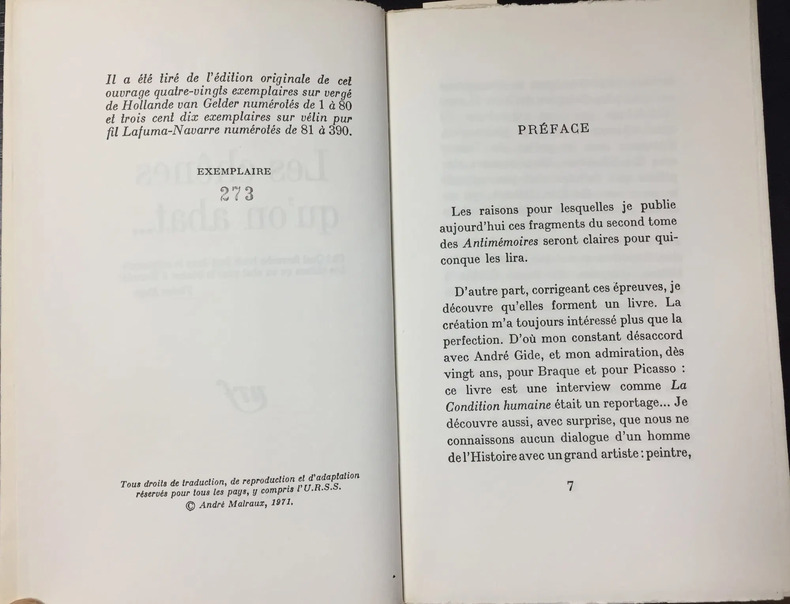 Il a été tiré de l'édition originale de cet
ouvrage quatre-vingts exemplaires sur vergé
de Hollande van Gelder numérotés de 1 à 80
et trois cent dix exemplaires sur vélin pur
fil Lafuma-Navarre numérotés de 81 à 390.
EXEMPLAIRE
273
Tous droits de traduction, de reproduction et d'adaptation
réservés pour tous les pays, y compris l'U.R.S.S.
© André Malraux, 1971.
PRÉFACE
Les raisons pour lesquelles je publie
aujourd'hui ces fragments du second tome
des Antimémoires seront claires pour qui-
conque les lira.
D'autre part, corrigeant ces épreuves, je
découvre qu'elles forment un livre. La
création m'a toujours intéressé plus que la
perfection. D'où mon constant désaccord
avec André Gide, et mon admiration, dès
vingt ans, pour Braque et pour Picasso :
ce livre est une interview comme La
Condition humaine était un reportage... Je
découvre aussi, avec surprise, que nous ne
connaissons aucun dialogue d'un homme
de l'Histoire avec un grand artiste : peintre,
7